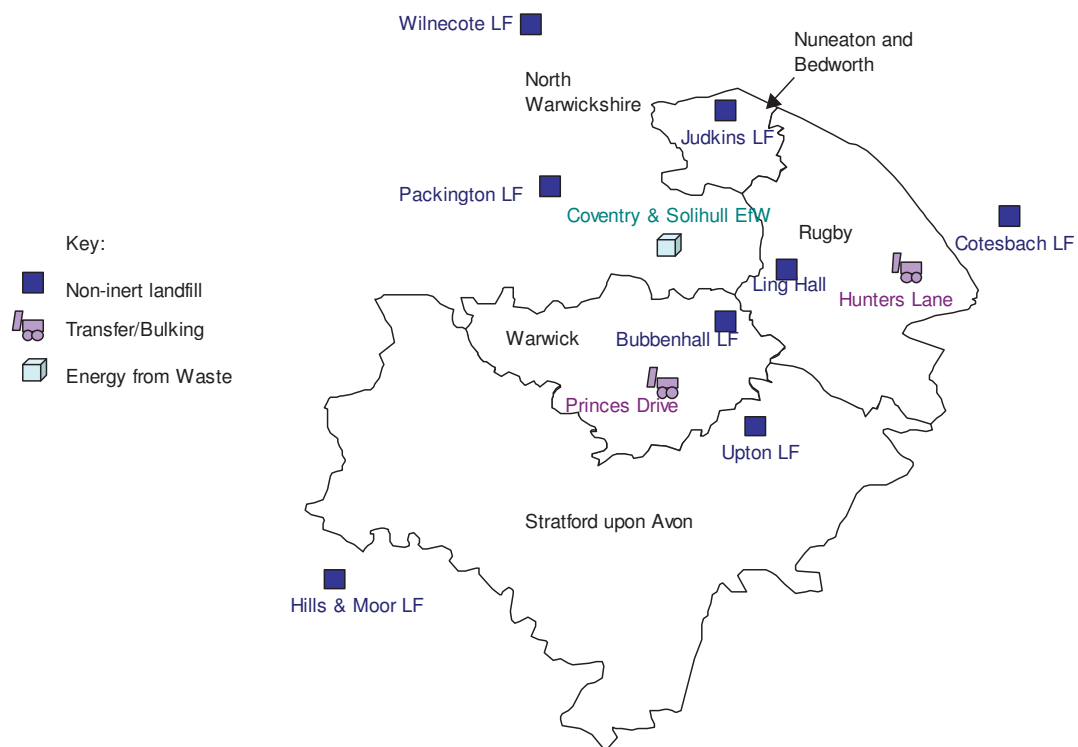 Wilnecote LF
Nuneaton and
Bedworth
North
Warwickshire
Judkins LF
Packington LF
Coventry & Solihull EfW
Rugby
Cotesbach LF
Key:
Non-inert landfill
Ling Hall
Hunters Lane
Transfer/Bulking
Warwick
Bubbenhall LF
Energy from Waste
Princes Drive
Upton LF
Stratford upon Avon
Hills & Moor LF